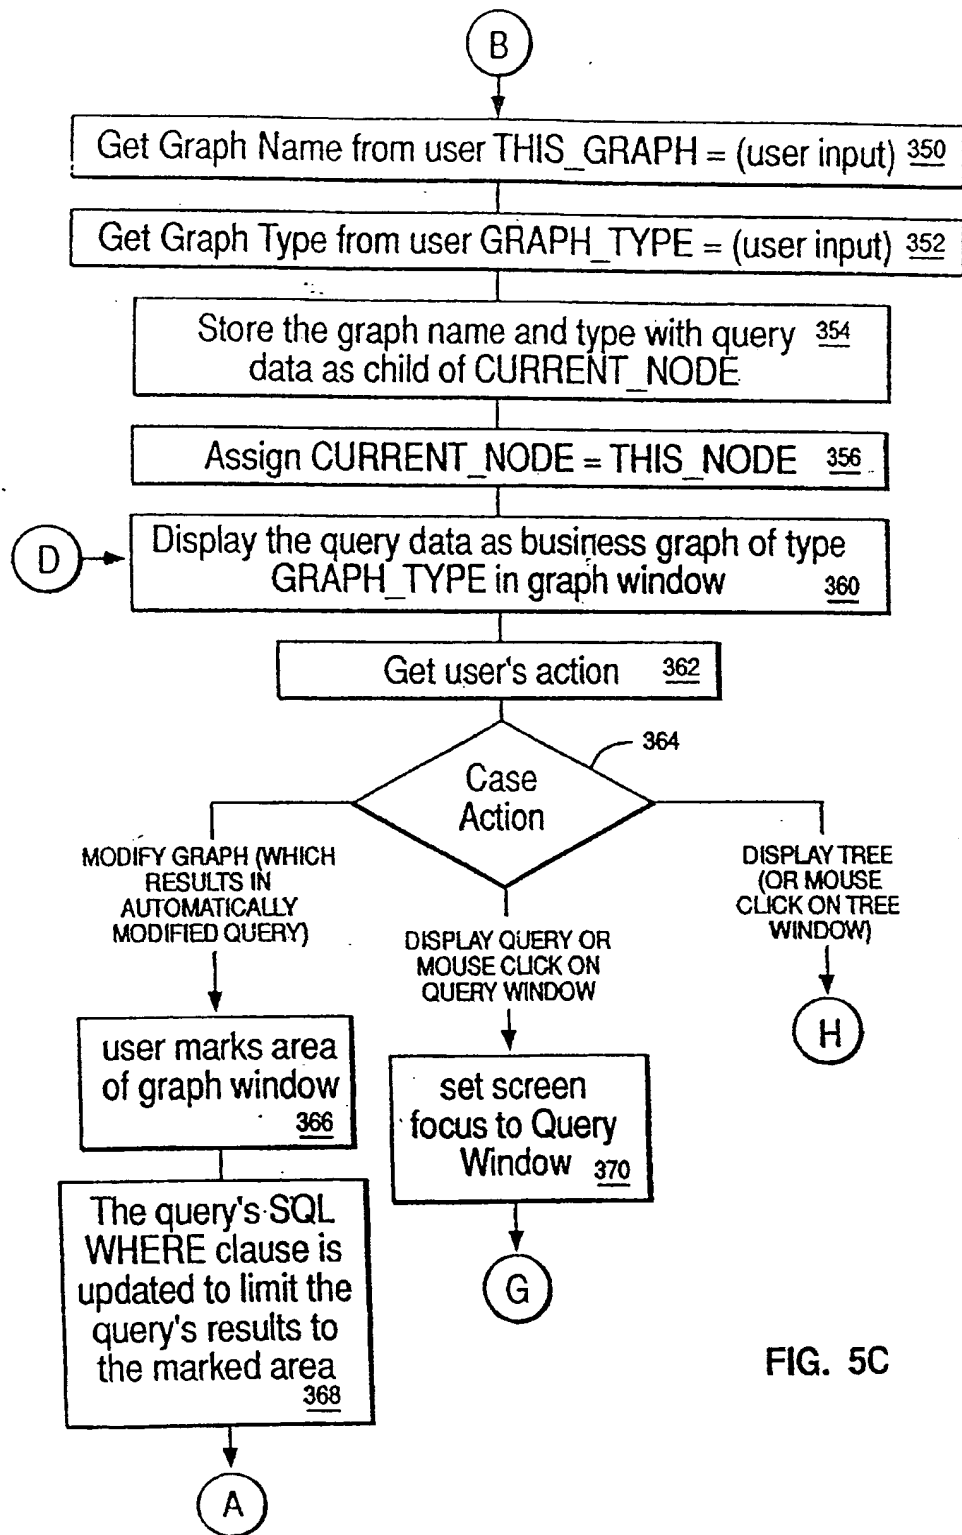 B
Get Graph Name from user THIS_GRAPH = (user input) 350
Get Graph Type from user GRAPH_TYPE = (user input) 352
Store the graph name and type with query 354
data as child of CURRENT_NODE
Assign CURRENT_NODE = THIS_NODE 356
D
Display the query data as business graph of type
GRAPH_TYPE in graph window 360
Get user's action 362
364
Case
Action
MODIFY GRAPH (WHICH
RESULTS IN
AUTOMATICALLY
MODIFIED QUERY)
DISPLAY QUERY OR
MOUSE CLICK ON
QUERY WINDOW
DISPLAY TREE
(OR MOUSE
CLICK ON TREE
WINDOW)
H
user marks area
of graph window
366
set screen
focus to Query
Window 370
G
The query's SQL
WHERE clause is
updated to limit the
query's results to
the marked area
368
A
FIG. 5C